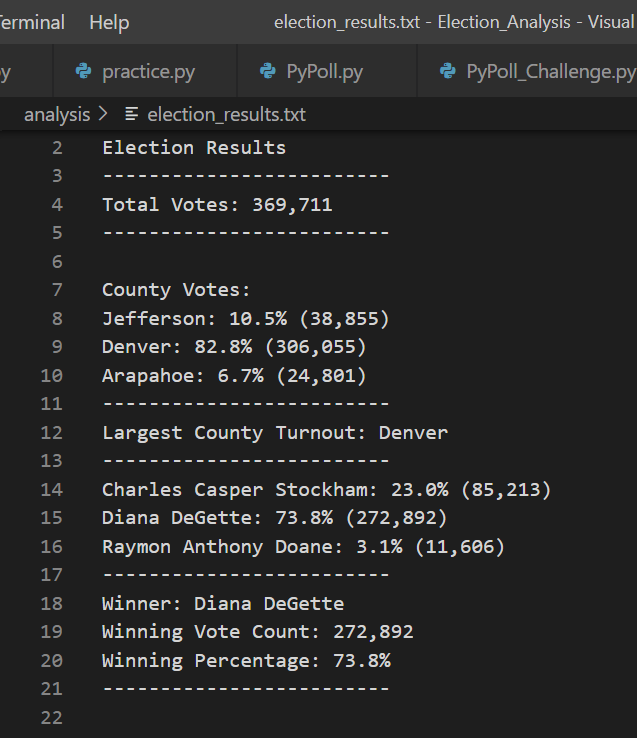 Terminal Help election_results.txt - Election_Analysis - Visual
py practice.py PyPoll.py PyPoll_Challenge.py
analysis > election_results.txt
2 Election Results
3 -------------------------
4 Total Votes: 369,711
5 -------------------------
6
7 County Votes:
8 Jefferson: 10.5% (38,855)
9 Denver: 82.8% (306,055)
10 Arapahoe: 6.7% (24,801)
11 -------------------------
12 Largest County Turnout: Denver
13 -------------------------
14 Charles Casper Stockham: 23.0% (85,213)
15 Diana DeGette: 73.8% (272,892)
16 Raymon Anthony Doane: 3.1% (11,606)
17 -------------------------
18 Winner: Diana DeGette
19 Winning Vote Count: 272,892
20 Winning Percentage: 73.8%
21 -------------------------
22